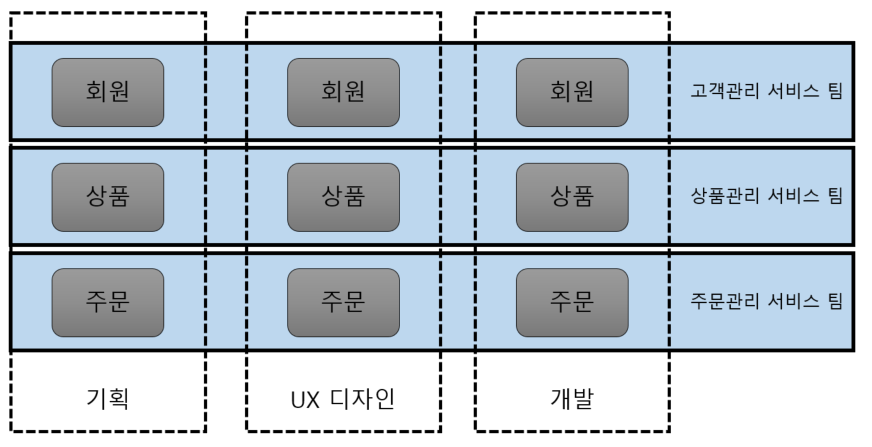 회원
회원
회원
고객관리 서비스 팀
상품
상품
상품
상품관리 서비스 팀
주문
주문
주문
주문관리 서비스 팀
기획
UX 디자인
개발